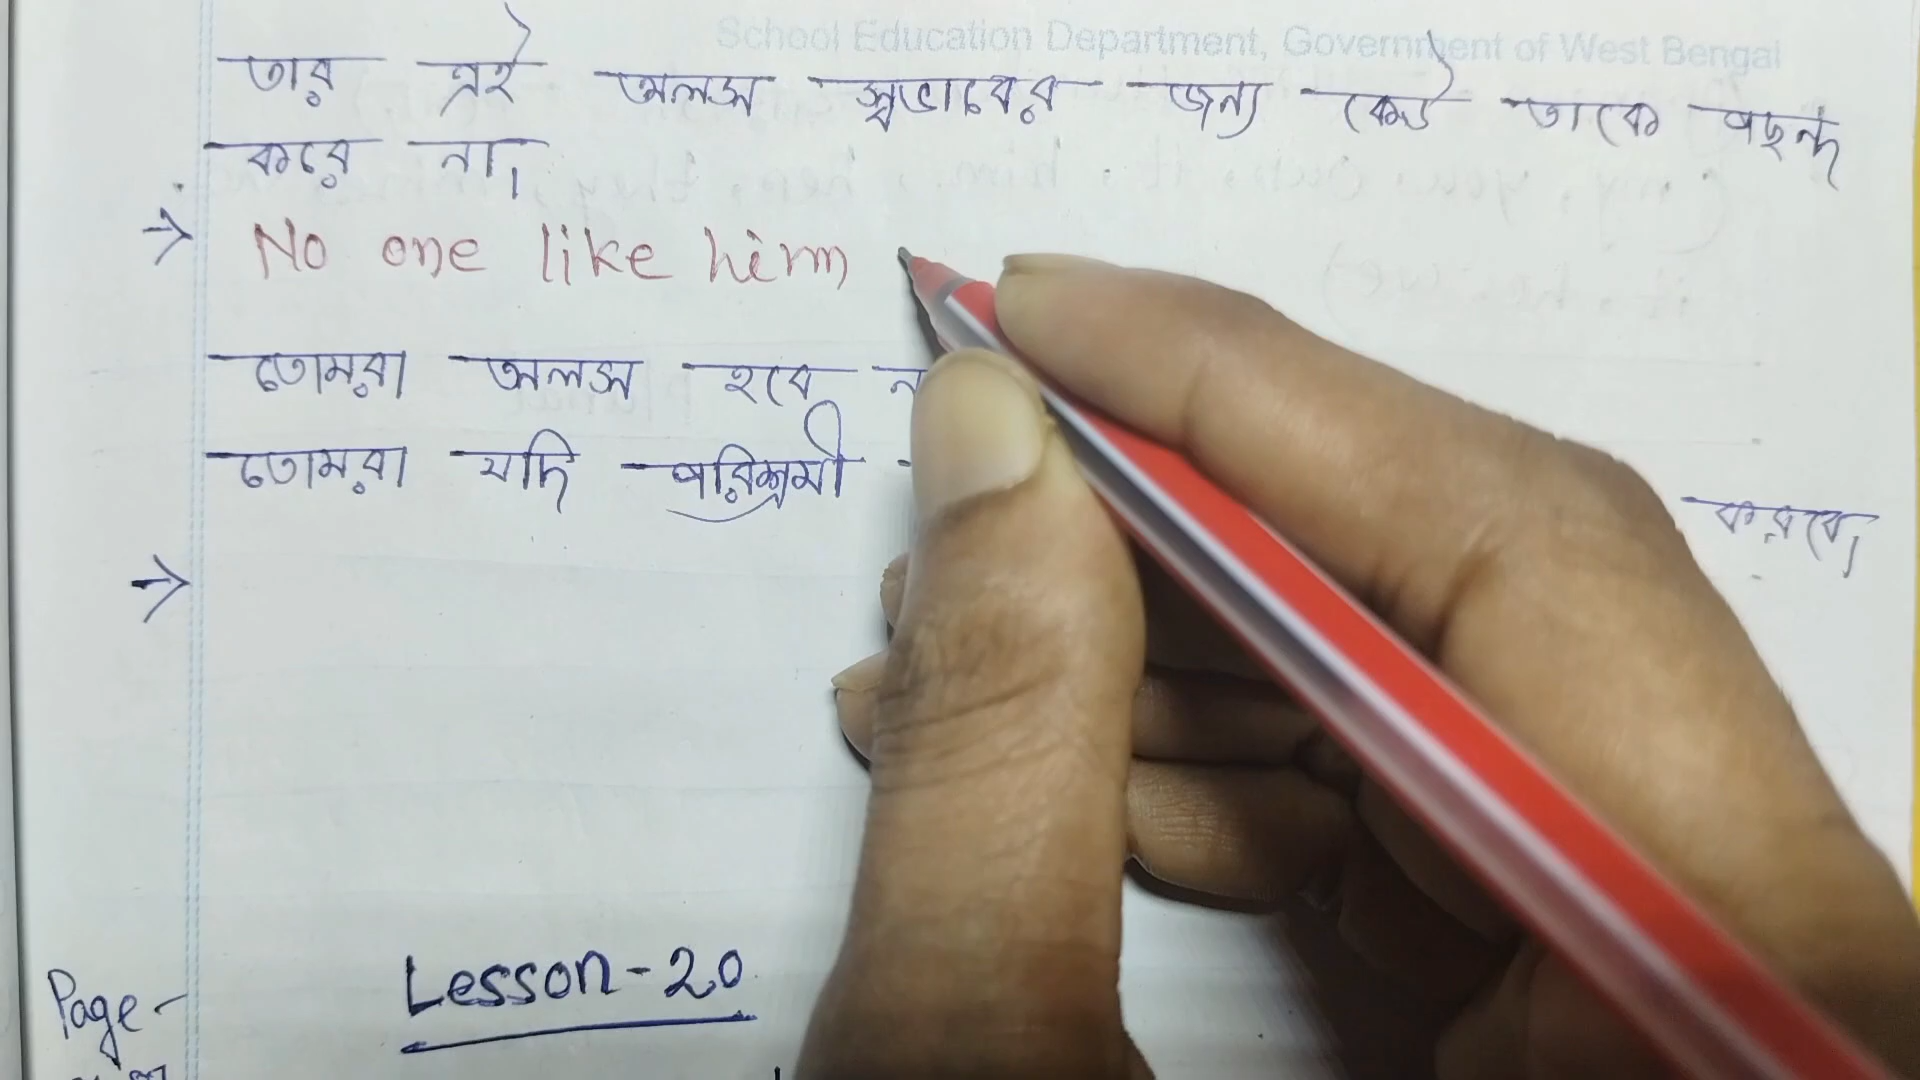 School Education Department, Government of West Bengal
তার এই অলস স্বভাবের জন্য কেউ তাকে পছন্দ
করে না।
→ No one like him
তোমরা অলস হবে
তোমরা যদি পরিশ্রমী করবে।
→
Lesson-20
Page-